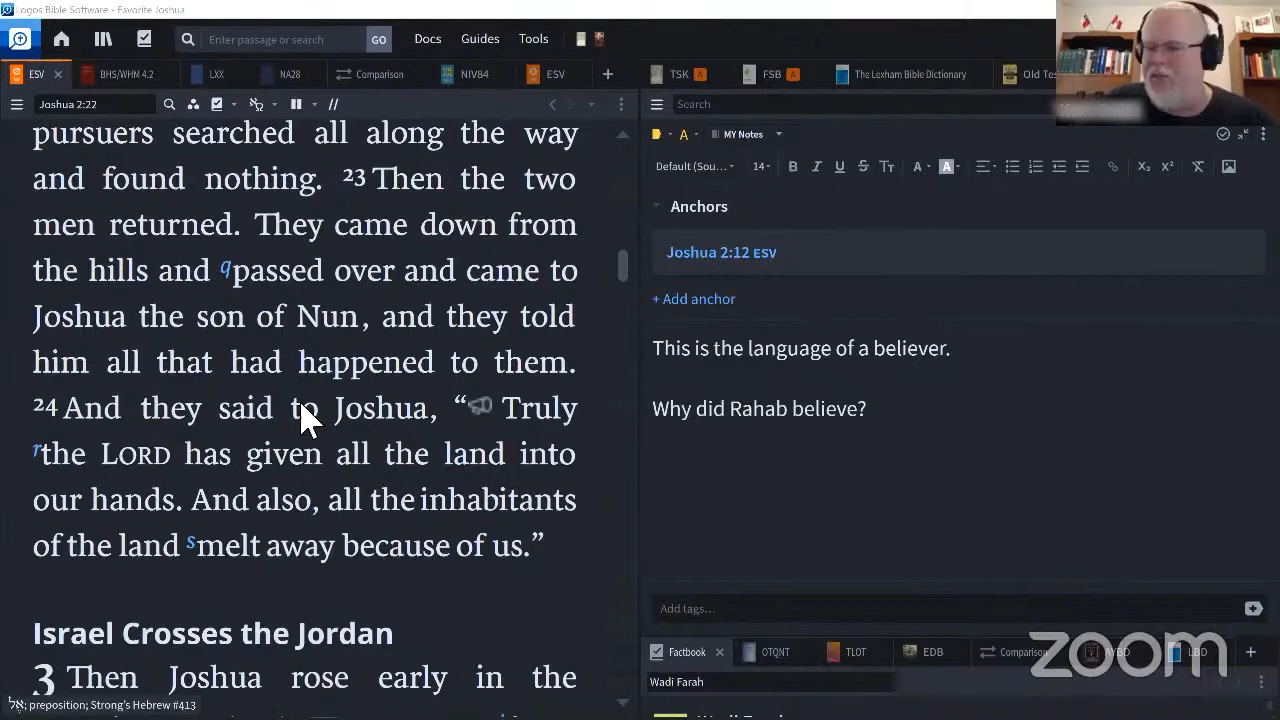 Logos Bible Software - Favorite Joshua
Enter passage or search
GO
Docs
Guides
Tools
ESV
BHS/WHM 4.2
LXX
NA28
Comparison
NIV84
ESV
TSK A
FSB A
The Lexham Bible Dictionary
Old Te
Joshua 2:22
Search
MY Notes
Default (Sou...
14
pursuers searched all along the way
and found nothing. 23 Then the two
men returned. They came down from
the hills and q passed over and came to
Joshua the son of Nun, and they told
him all that had happened to them.
24 And they said to Joshua, “Truly
r the LORD has given all the land into
our hands. And also, all the inhabitants
of the land s melt away because of us.”
Israel Crosses the Jordan
3 Then Joshua rose early in the
אֶל: preposition; Strong's Hebrew #413
Anchors
Joshua 2:12 ESV
+ Add anchor
This is the language of a believer.
Why did Rahab believe?
Add tags...
Factbook
OTQNT
TLOT
EDB
Comparison
AYBD
LBD
Wadi Farah
zoom